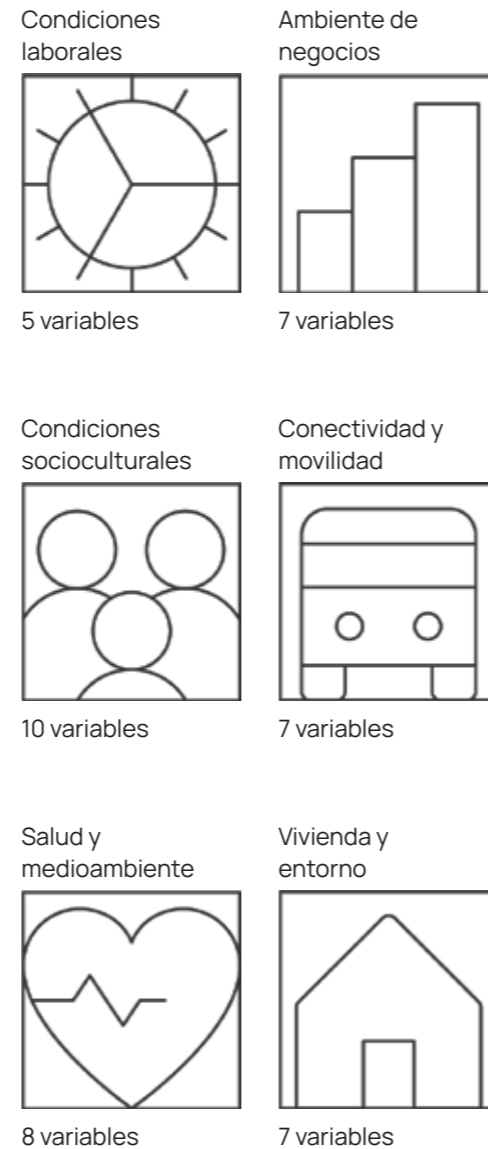 Condiciones
laborales
5 variables
Ambiente de
negocios
7 variables
Condiciones
socioculturales
10 variables
Conectividad y
movilidad
7 variables
Salud y
medioambiente
8 variables
Vivienda y
entorno
7 variables